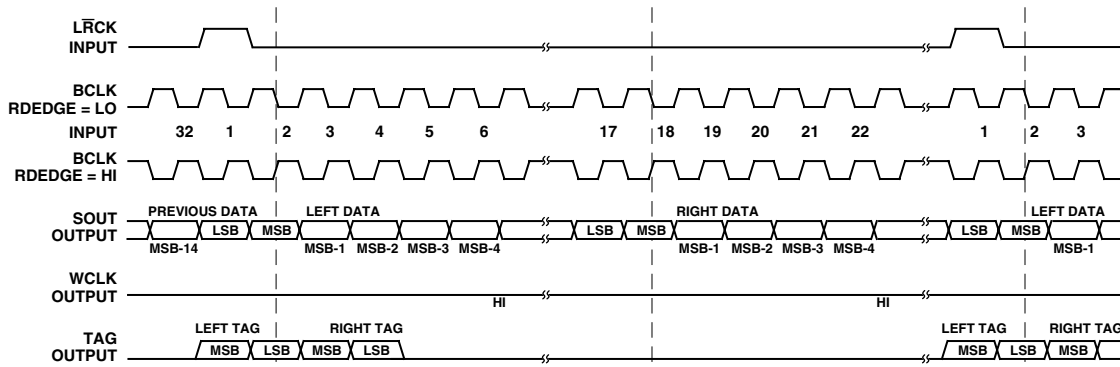 LRCK
INPUT
BCLK
RDEDGE = LO
INPUT 32 1 2 3 4 5 6 17 18 19 20 21 22 1 2 3
BCLK
RDEDGE = HI
PREVIOUS DATA LEFT DATA RIGHT DATA LEFT DATA
SOUT
OUTPUT LSB MSB LSB MSB LSB MSB
MSB-14 MSB-1 MSB-2 MSB-3 MSB-4 MSB-1 MSB-2 MSB-3 MSB-4 MSB-1
WCLK
OUTPUT
HI HI
LEFT TAG RIGHT TAG LEFT TAG RIGHT TAG
TAG
OUTPUT MSB LSB MSB LSB MSB LSB MSB